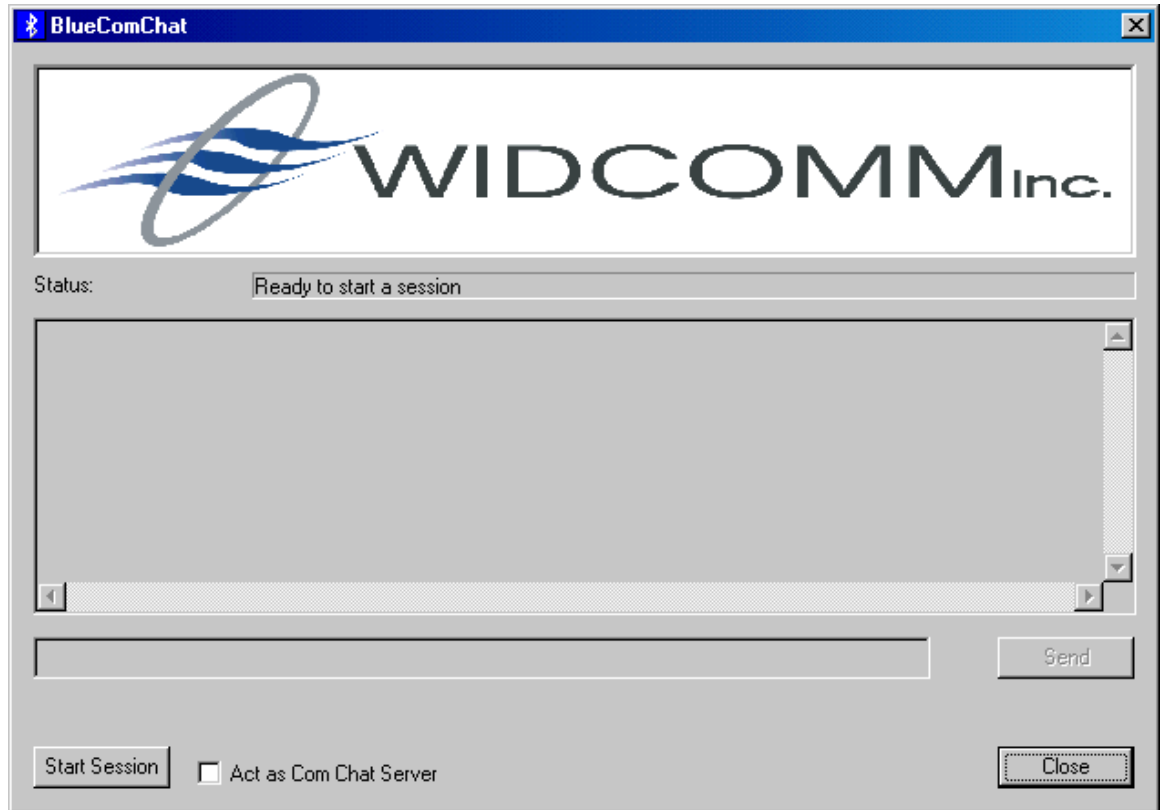 BlueComChat
WIDCOMM Inc.
Status: Ready to start a session
Send
Start Session Act as Com Chat Server Close